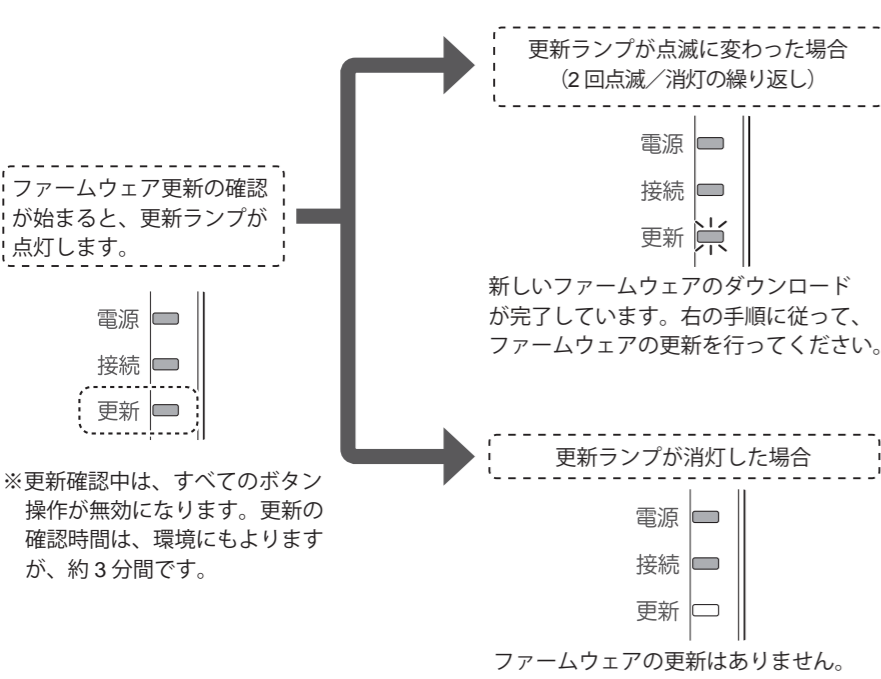 ファームウェア更新の確認
が始まると、更新ランプが
点灯します。
電源
接続
更新
※更新確認中は、すべてのボタン
操作が無効になります。更新の
確認時間は、環境にもよります
が、約3分間です。
更新ランプが点滅に変わった場合
（2回点滅／消灯の繰り返し）
電源
接続
更新
新しいファームウェアのダウンロード
が完了しています。右の手順に従って、
ファームウェアの更新を行ってください。
更新ランプが消灯した場合
電源
接続
更新
ファームウェアの更新はありません。